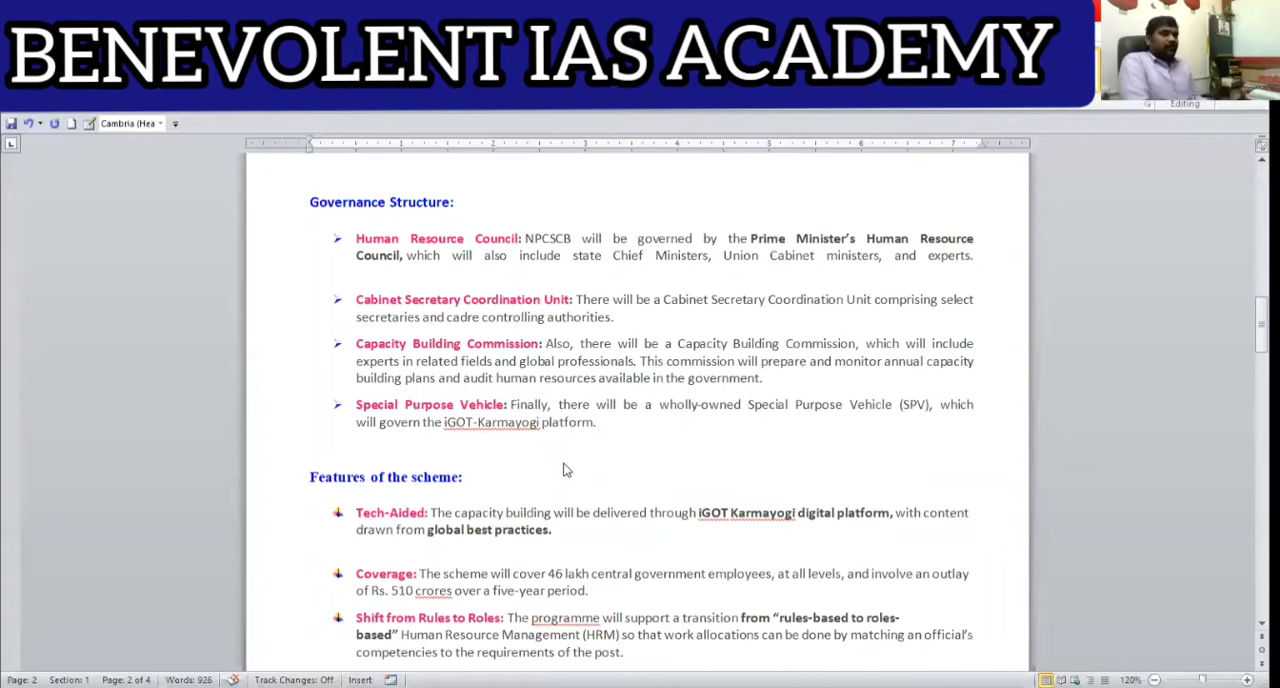 BENEVOLENT IAS ACADEMY
Editing
Cambria (Hea
1 2 3 4 5 6 7
Governance Structure:
Human Resource Council: NPCSCB will be governed by the Prime Minister's Human Resource
Council, which will also include state Chief Ministers, Union Cabinet ministers, and experts.
Cabinet Secretary Coordination Unit: There will be a Cabinet Secretary Coordination Unit comprising select
secretaries and cadre controlling authorities.
Capacity Building Commission: Also, there will be a Capacity Building Commission, which will include
experts in related fields and global professionals. This commission will prepare and monitor annual capacity
building plans and audit human resources available in the government.
Special Purpose Vehicle: Finally, there will be a wholly-owned Special Purpose Vehicle (SPV), which
will govern the iGOT-Karmayogi platform.
Features of the scheme:
Tech-Aided: The capacity building will be delivered through iGOT Karmayogi digital platform, with content
drawn from global best practices.
Coverage: The scheme will cover 46 lakh central government employees, at all levels, and involve an outlay
of Rs. 510 crores over a five-year period.
Shift from Rules to Roles: The programme will support a transition from “rules-based to roles-
based” Human Resource Management (HRM) so that work allocations can be done by matching an official's
competencies to the requirements of the post.
Page: 2 Section: 1 Page: 2 of 4 Words: 926 Track Changes: Off Insert 120%